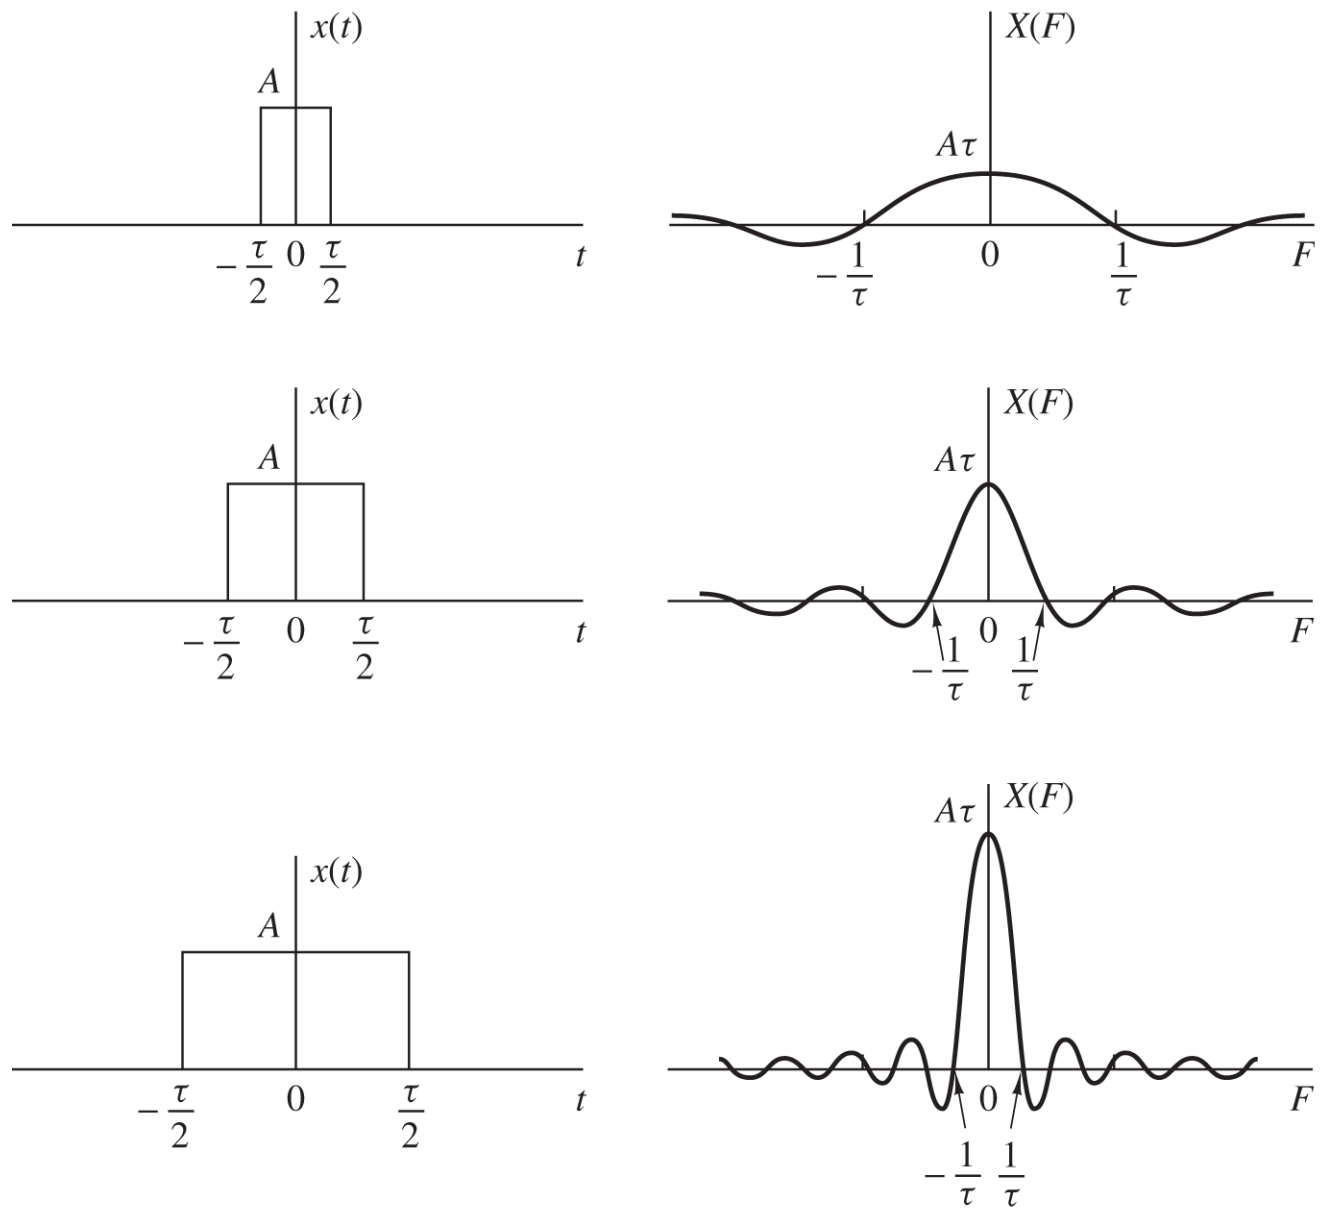 x(t)
A
−τ/2 0 τ/2 t
X(F)
Aτ
−1/τ 0 1/τ F
x(t)
A
−τ/2 0 τ/2 t
X(F)
Aτ
−1/τ 0 1/τ F
x(t)
A
−τ/2 0 τ/2 t
X(F)
Aτ
−1/τ 0 1/τ F